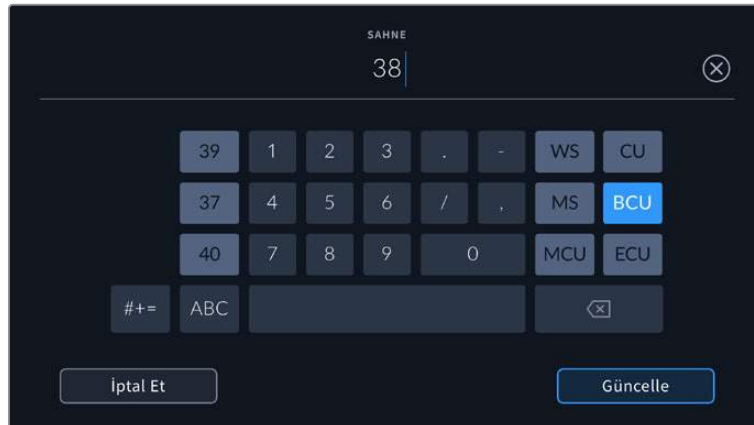 SAHNE
38
39 1 2 3 . - WS CU
37 4 5 6 / , MS BCU
40 7 8 9 0 MCU ECU
#+= ABC
İptal Et Güncelle